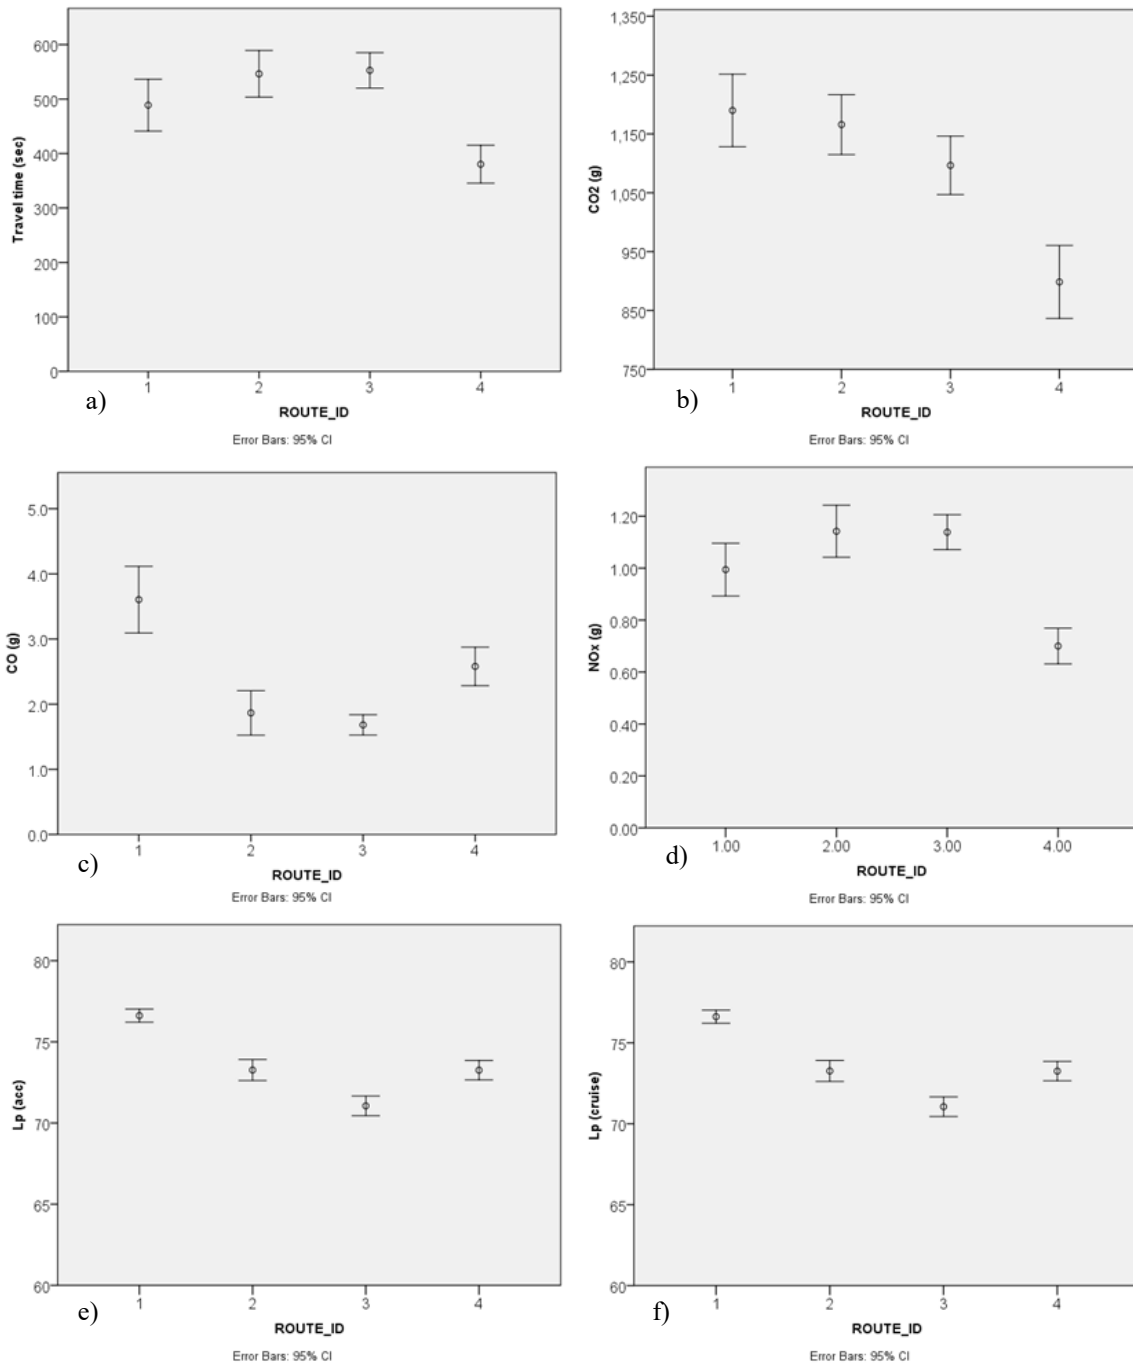 600
500
400
300
200
100
0
Travel time (sec)
1 2 3 4
a)
ROUTE_ID
Error Bars: 95% CI
1,350
1,250
1,150
1,050
950
850
750
CO2 (g)
1 2 3 4
b)
ROUTE_ID
Error Bars: 95% CI
5.0
4.0
3.0
2.0
1.0
0.0
CO (g)
1 2 3 4
c)
ROUTE_ID
Error Bars: 95% CI
1.20
1.00
0.80
0.60
0.40
0.20
0.00
NOx (g)
1.00 2.00 3.00 4.00
d)
ROUTE_ID
Error Bars: 95% CI
80
75
70
65
60
Lp (acc)
1 2 3 4
e)
ROUTE_ID
Error Bars: 95% CI
80
75
70
65
60
Lp (cruise)
1 2 3 4
f)
ROUTE_ID
Error Bars: 95% CI